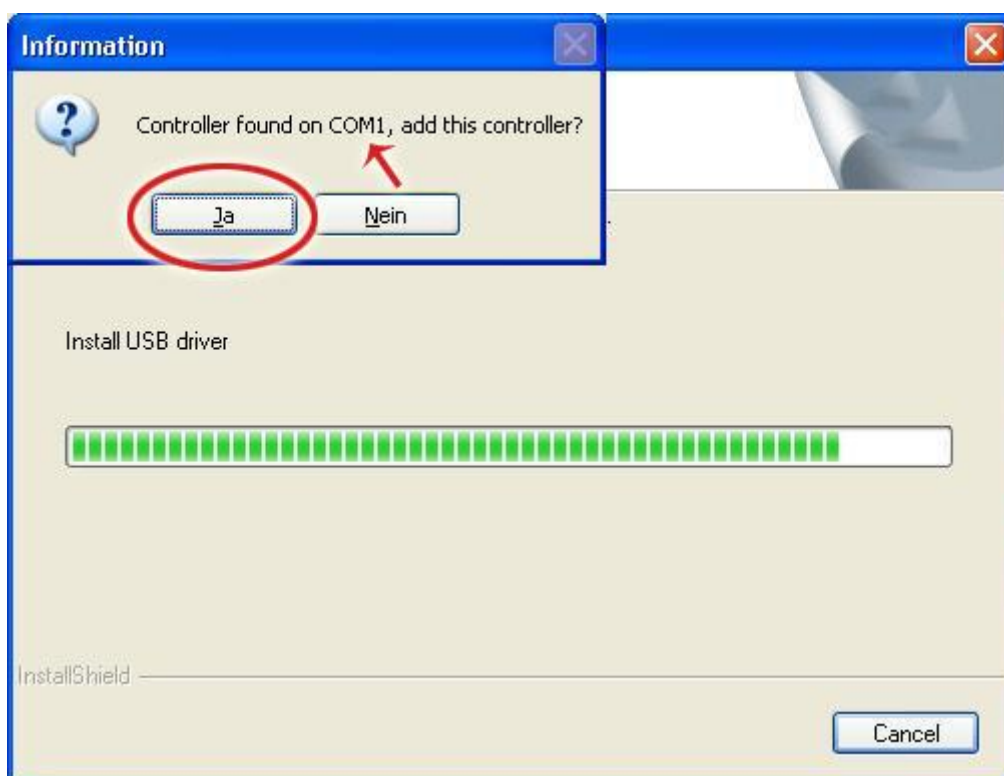 Information
Controller found on COM1, add this controller?
Ja
Nein
.
Install USB driver
InstallShield
Cancel